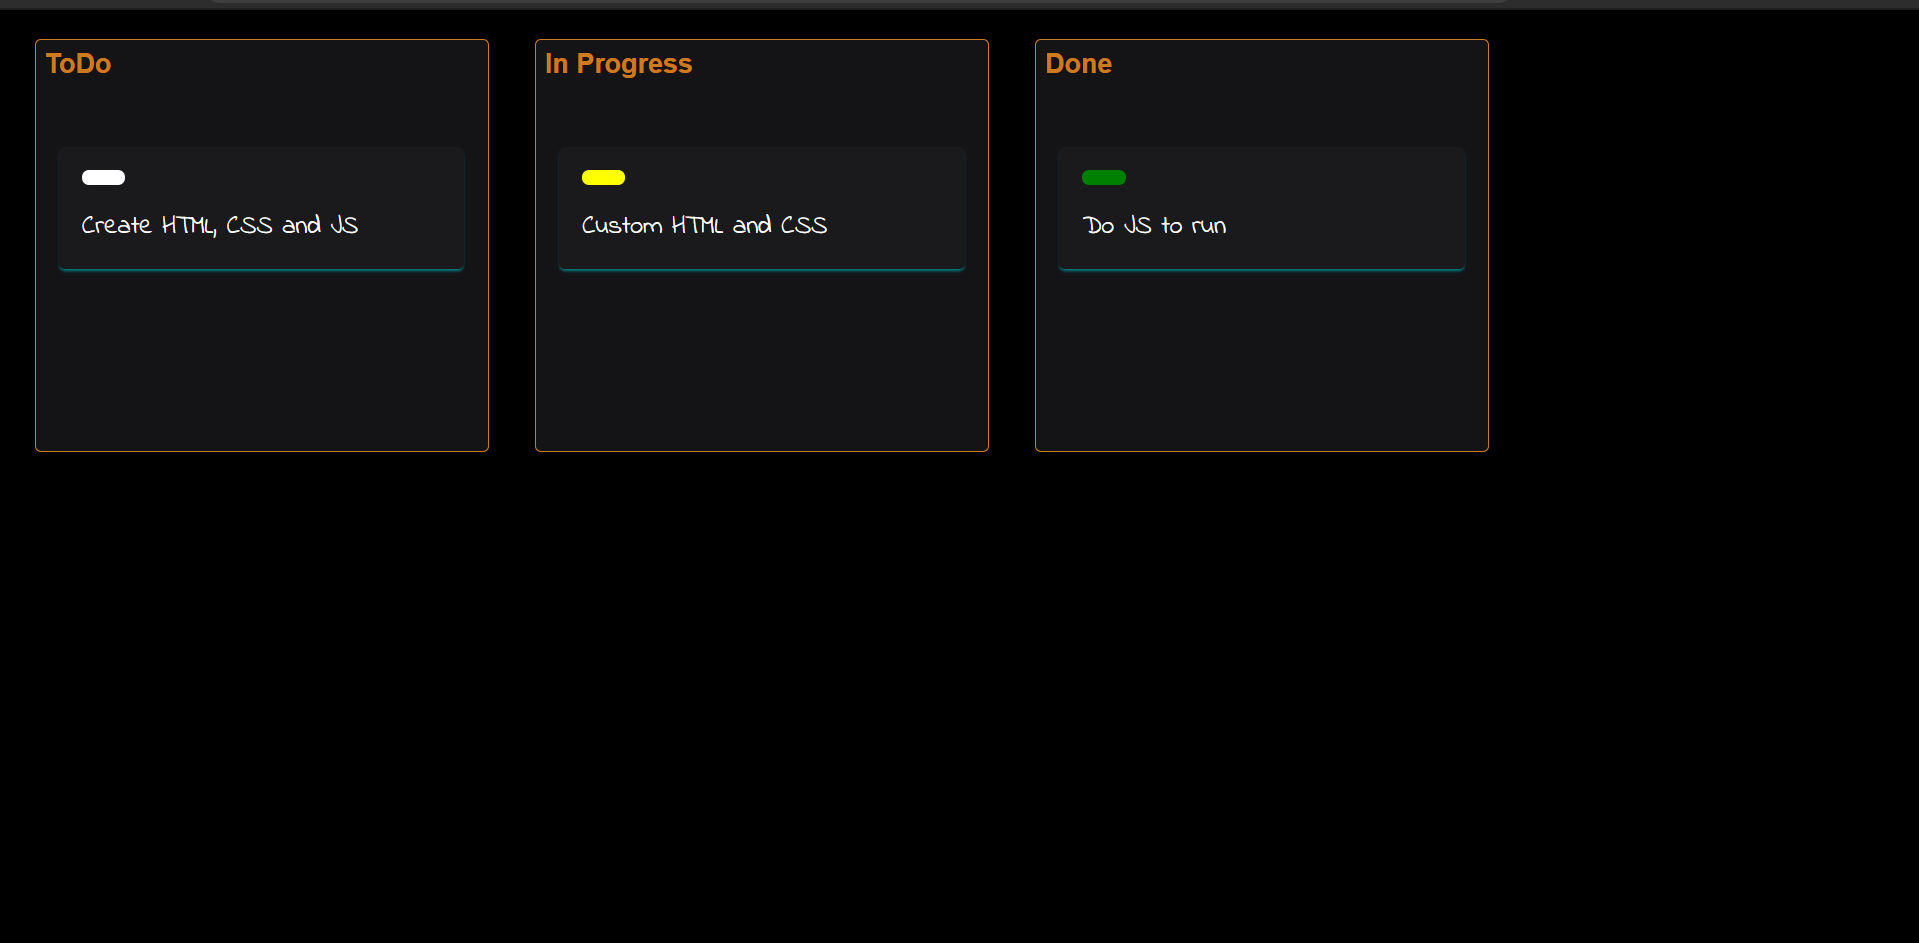 ToDo
Create HTML, CSS and JS
In Progress
Custom HTML and CSS
Done
Do JS to run